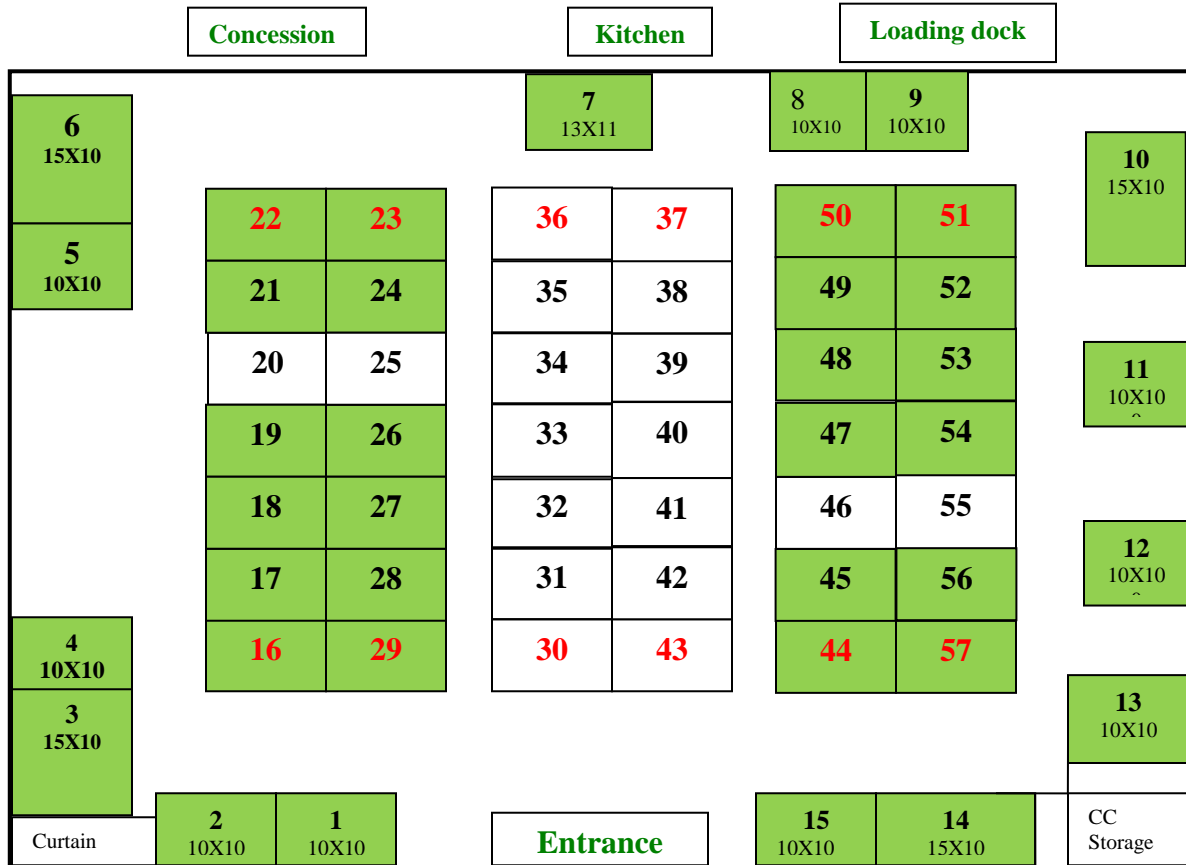 Concession
Kitchen
Loading dock
6
15X10
5
10X10
7
13X11
8
10X10
9
10X10
10
15X10
22 23
36 37
50 51
21 24
35 38
49 52
20 25
34 39
48 53
11
10X10
19 26
33 40
47 54
18 27
32 41
46 55
12
10X10
17 28
31 42
45 56
16 29
30 43
44 57
4
10X10
3
15X10
13
10X10
Curtain
2
10X10
1
10X10
Entrance
15
10X10
14
15X10
CC
Storage